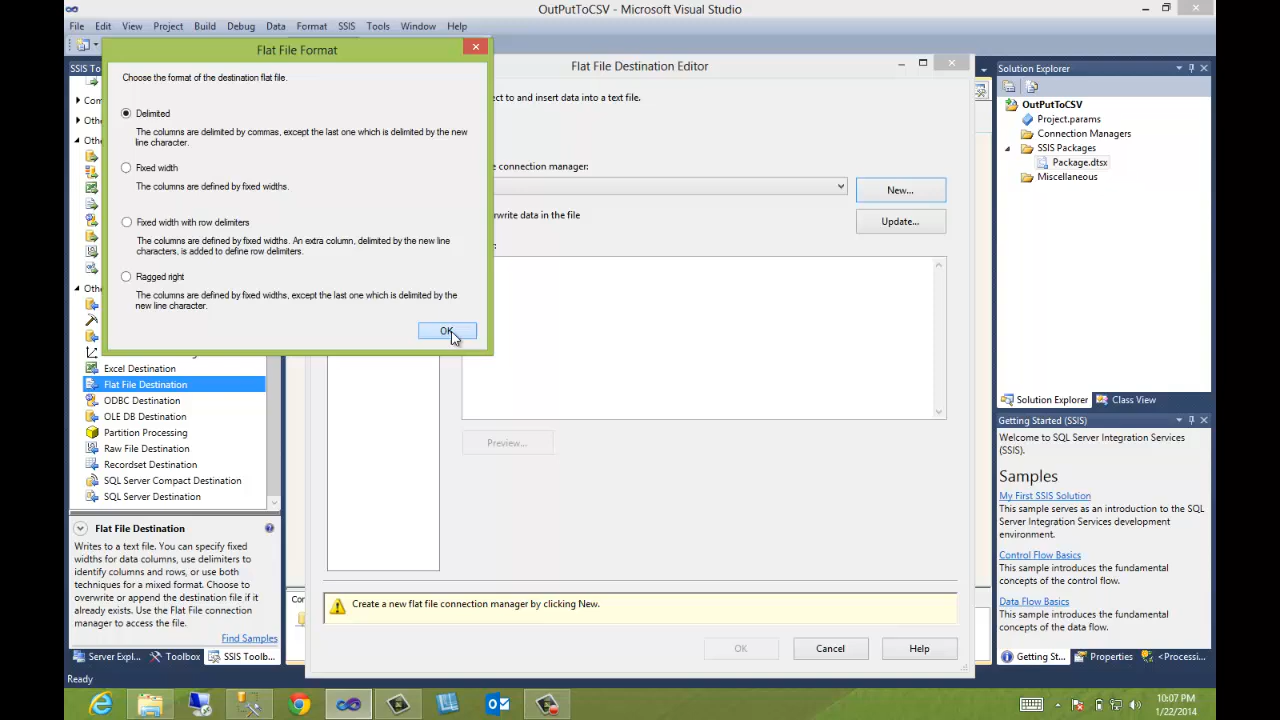 OutPutToCSV - Microsoft Visual Studio
File Edit View Project Build Debug Data Format SSIS Tools Window Help
Flat File Format
Choose the format of the destination flat file.
Delimited
The columns are delimited by commas, except the last one which is delimited by the new
line character.
Fixed width
The columns are defined by fixed widths.
Fixed width with row delimiters
The columns are defined by fixed widths. An extra column, delimited by the new line
characters, is added to define row delimiters.
Ragged right
The columns are defined by fixed widths, except the last one which is delimited by the
new line character.
OK
Flat File Destination Editor
ect to and insert data into a text file.
e connection manager:
New...
rwrite data in the file
Update...
Preview...
Create a new flat file connection manager by clicking New.
OK Cancel Help
SSIS To
Com
Othe
Othe
Othe
Excel Destination
Flat File Destination
ODBC Destination
OLE DB Destination
Partition Processing
Raw File Destination
Recordset Destination
SQL Server Compact Destination
SQL Server Destination
Flat File Destination
Writes to a text file. You can specify fixed
widths for data columns, use delimiters to
identify columns and rows, or use both
techniques for a mixed format. Choose to
overwrite or append the destination file if it
already exists. Use the Flat File connection
manager to access the file.
Find Samples
Server Expl... Toolbox SSIS Toolb...
Con
Solution Explorer
OutPutToCSV
Project.params
Connection Managers
SSIS Packages
Package.dtsx
Miscellaneous
Solution Explorer Class View
Getting Started (SSIS)
Welcome to SQL Server Integration Services
(SSIS).
Samples
My First SSIS Solution
This sample serves as an introduction to the SQL
Server Integration Services development
environment.
Control Flow Basics
This sample introduces the fundamental
concepts of the control flow.
Data Flow Basics
This sample introduces the fundamental
concepts of the data flow.
Getting St... Properties <Processi...
Ready
10:07 PM
1/22/2014